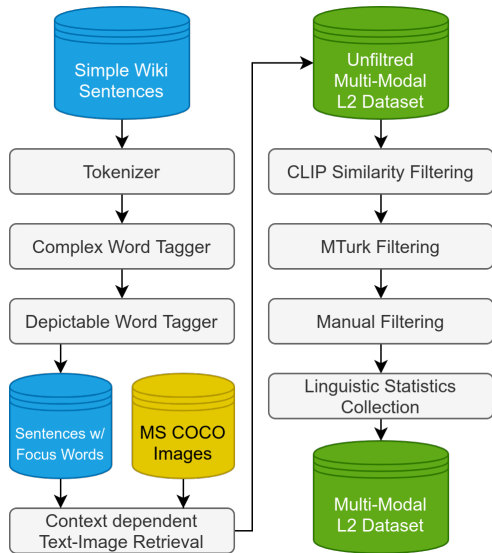 Simple Wiki
Sentences
Tokenizer
Complex Word Tagger
Depictable Word Tagger
Sentences w/
Focus Words
MS COCO
Images
Context dependent
Text-Image Retrieval
Unfiltred
Multi-Modal
L2 Dataset
CLIP Similarity Filtering
MTurk Filtering
Manual Filtering
Linguistic Statistics
Collection
Multi-Modal
L2 Dataset